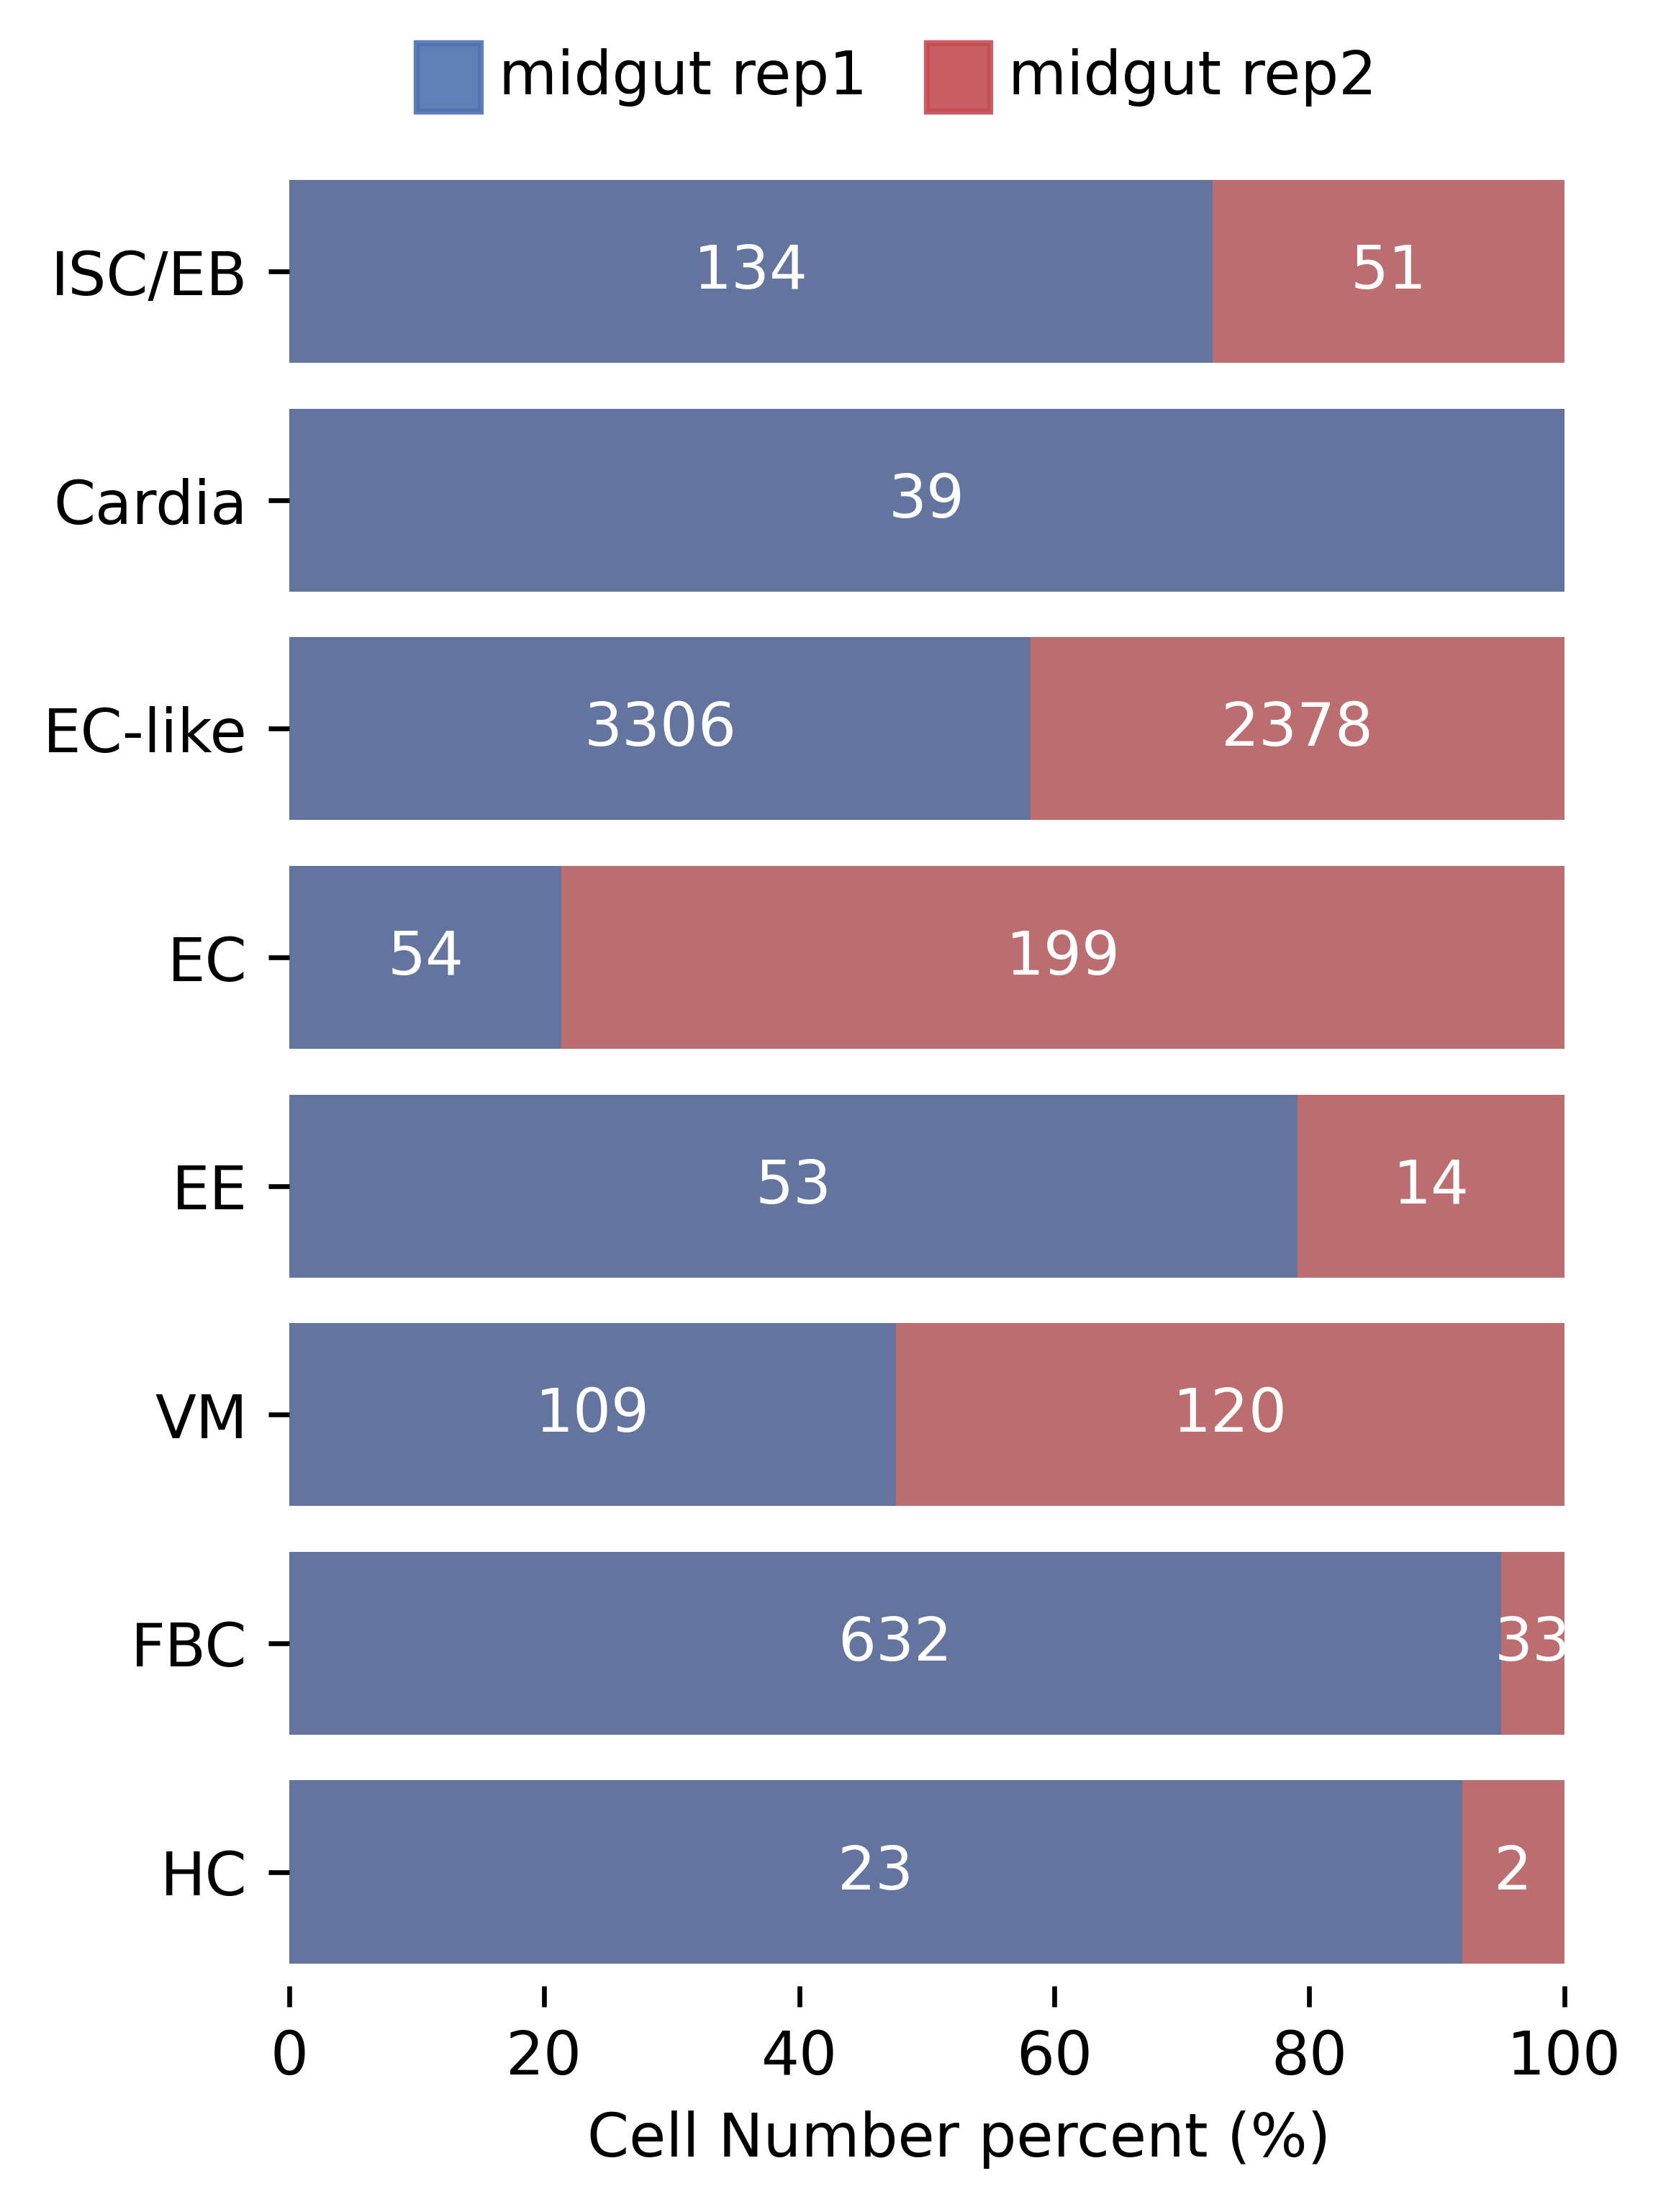 midgut rep1 midgut rep2
ISC/EB 134 51
Cardia 39
EC-like 3306 2378
EC 54 199
EE 53 14
VM 109 120
FBC 632 33
HC 23 2
0 20 40 60 80 100
Cell Number percent (%)